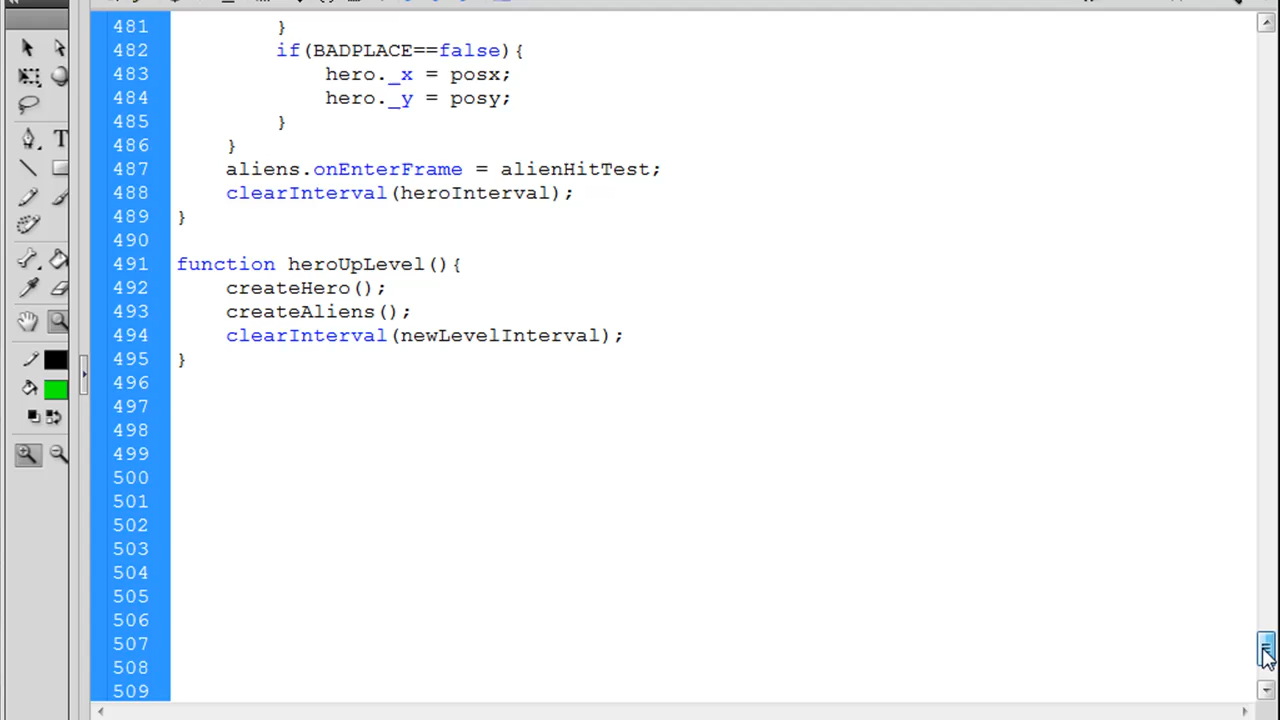 481 }
482 if(BADPLACE==false){
483 hero._x = posx;
484 hero._y = posy;
485 }
486 }
487 aliens.onEnterFrame = alienHitTest;
488 clearInterval(heroInterval);
489 }
490
491 function heroUpLevel(){
492 createHero();
493 createAliens();
494 clearInterval(newLevelInterval);
495 }
496
497
498
499
500
501
502
503
504
505
506
507
508
509